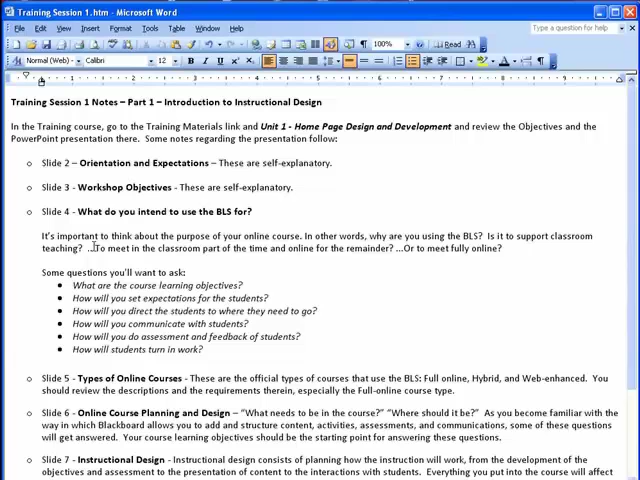 Training Session 1.htm - Microsoft Word
File Edit View Insert Format Tools Table Window Help
Type a question for help
100% Read
Normal (Web) Calibri 12 B I U
1 2 3 4 5 6 7 8 9
Training Session 1 Notes – Part 1 – Introduction to Instructional Design
In the Training course, go to the Training Materials link and Unit 1 - Home Page Design and Development and review the Objectives and the
PowerPoint presentation there. Some notes regarding the presentation follow:
o Slide 2 – Orientation and Expectations – These are self-explanatory.
o Slide 3 - Workshop Objectives - These are self-explanatory.
o Slide 4 - What do you intend to use the BLS for?
It's important to think about the purpose of your online course. In other words, why are you using the BLS? Is it to support classroom
teaching? ...To meet in the classroom part of the time and online for the remainder? ...Or to meet fully online?
Some questions you'll want to ask:
• What are the course learning objectives?
• How will you set expectations for the students?
• How will you direct the students to where they need to go?
• How will you communicate with students?
• How will you do assessment and feedback of students?
• How will students turn in work?
o Slide 5 - Types of Online Courses - These are the official types of courses that use the BLS: Full online, Hybrid, and Web-enhanced. You
should review the descriptions and the requirements therein, especially the Full-online course type.
o Slide 6 - Online Course Planning and Design – "What needs to be in the course?" "Where should it be?" As you become familiar with the
way in which Blackboard allows you to add and structure content, activities, assessments, and communications, some of these questions
will get answered. Your course learning objectives should be the starting point for answering these questions.
o Slide 7 - Instructional Design - Instructional design consists of planning how the instruction will work, from the development of the
objectives and assessment to the presentation of content to the interactions with students. Everything you put into the course will affect